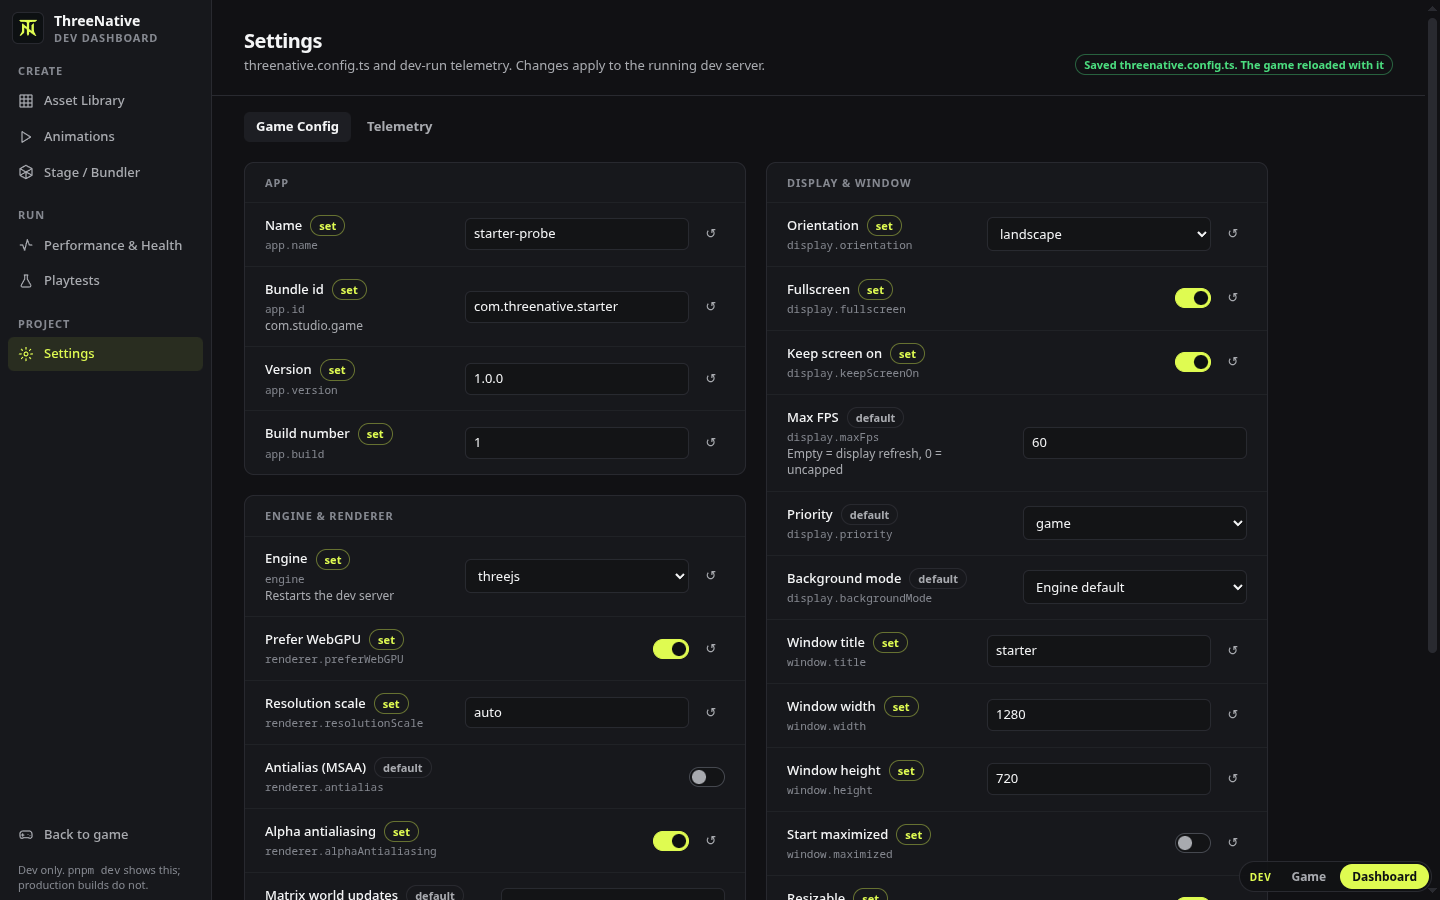 ThreeNative
DEV DASHBOARD
CREATE
Asset Library
Animations
Stage / Bundler
RUN
Performance & Health
Playtests
PROJECT
Settings
Back to game
Dev only. pnpm dev shows this;
production builds do not.
Settings
threenative.config.ts and dev-run telemetry. Changes apply to the running dev server.
Saved threenative.config.ts. The game reloaded with it
Game Config
Telemetry
APP
Name set
app.name
starter-probe
Bundle id set
app.id
com.studio.game
com.threenative.starter
Version set
app.version
1.0.0
Build number set
app.build
1
ENGINE & RENDERER
Engine set
engine
Restarts the dev server
threejs
Prefer WebGPU set
renderer.preferWebGPU
Resolution scale set
renderer.resolutionScale
auto
Antialias (MSAA) default
renderer.antialias
Alpha antialiasing set
renderer.alphaAntialiasing
Matrix world updates default
DISPLAY & WINDOW
Orientation set
display.orientation
landscape
Fullscreen set
display.fullscreen
Keep screen on set
display.keepScreenOn
Max FPS default
display.maxFps
Empty = display refresh, 0 =
uncapped
60
Priority default
display.priority
game
Background mode default
display.backgroundMode
Engine default
Window title set
window.title
starter
Window width set
window.width
1280
Window height set
window.height
720
Start maximized set
window.maximized
Resizable set
DEV
Game
Dashboard